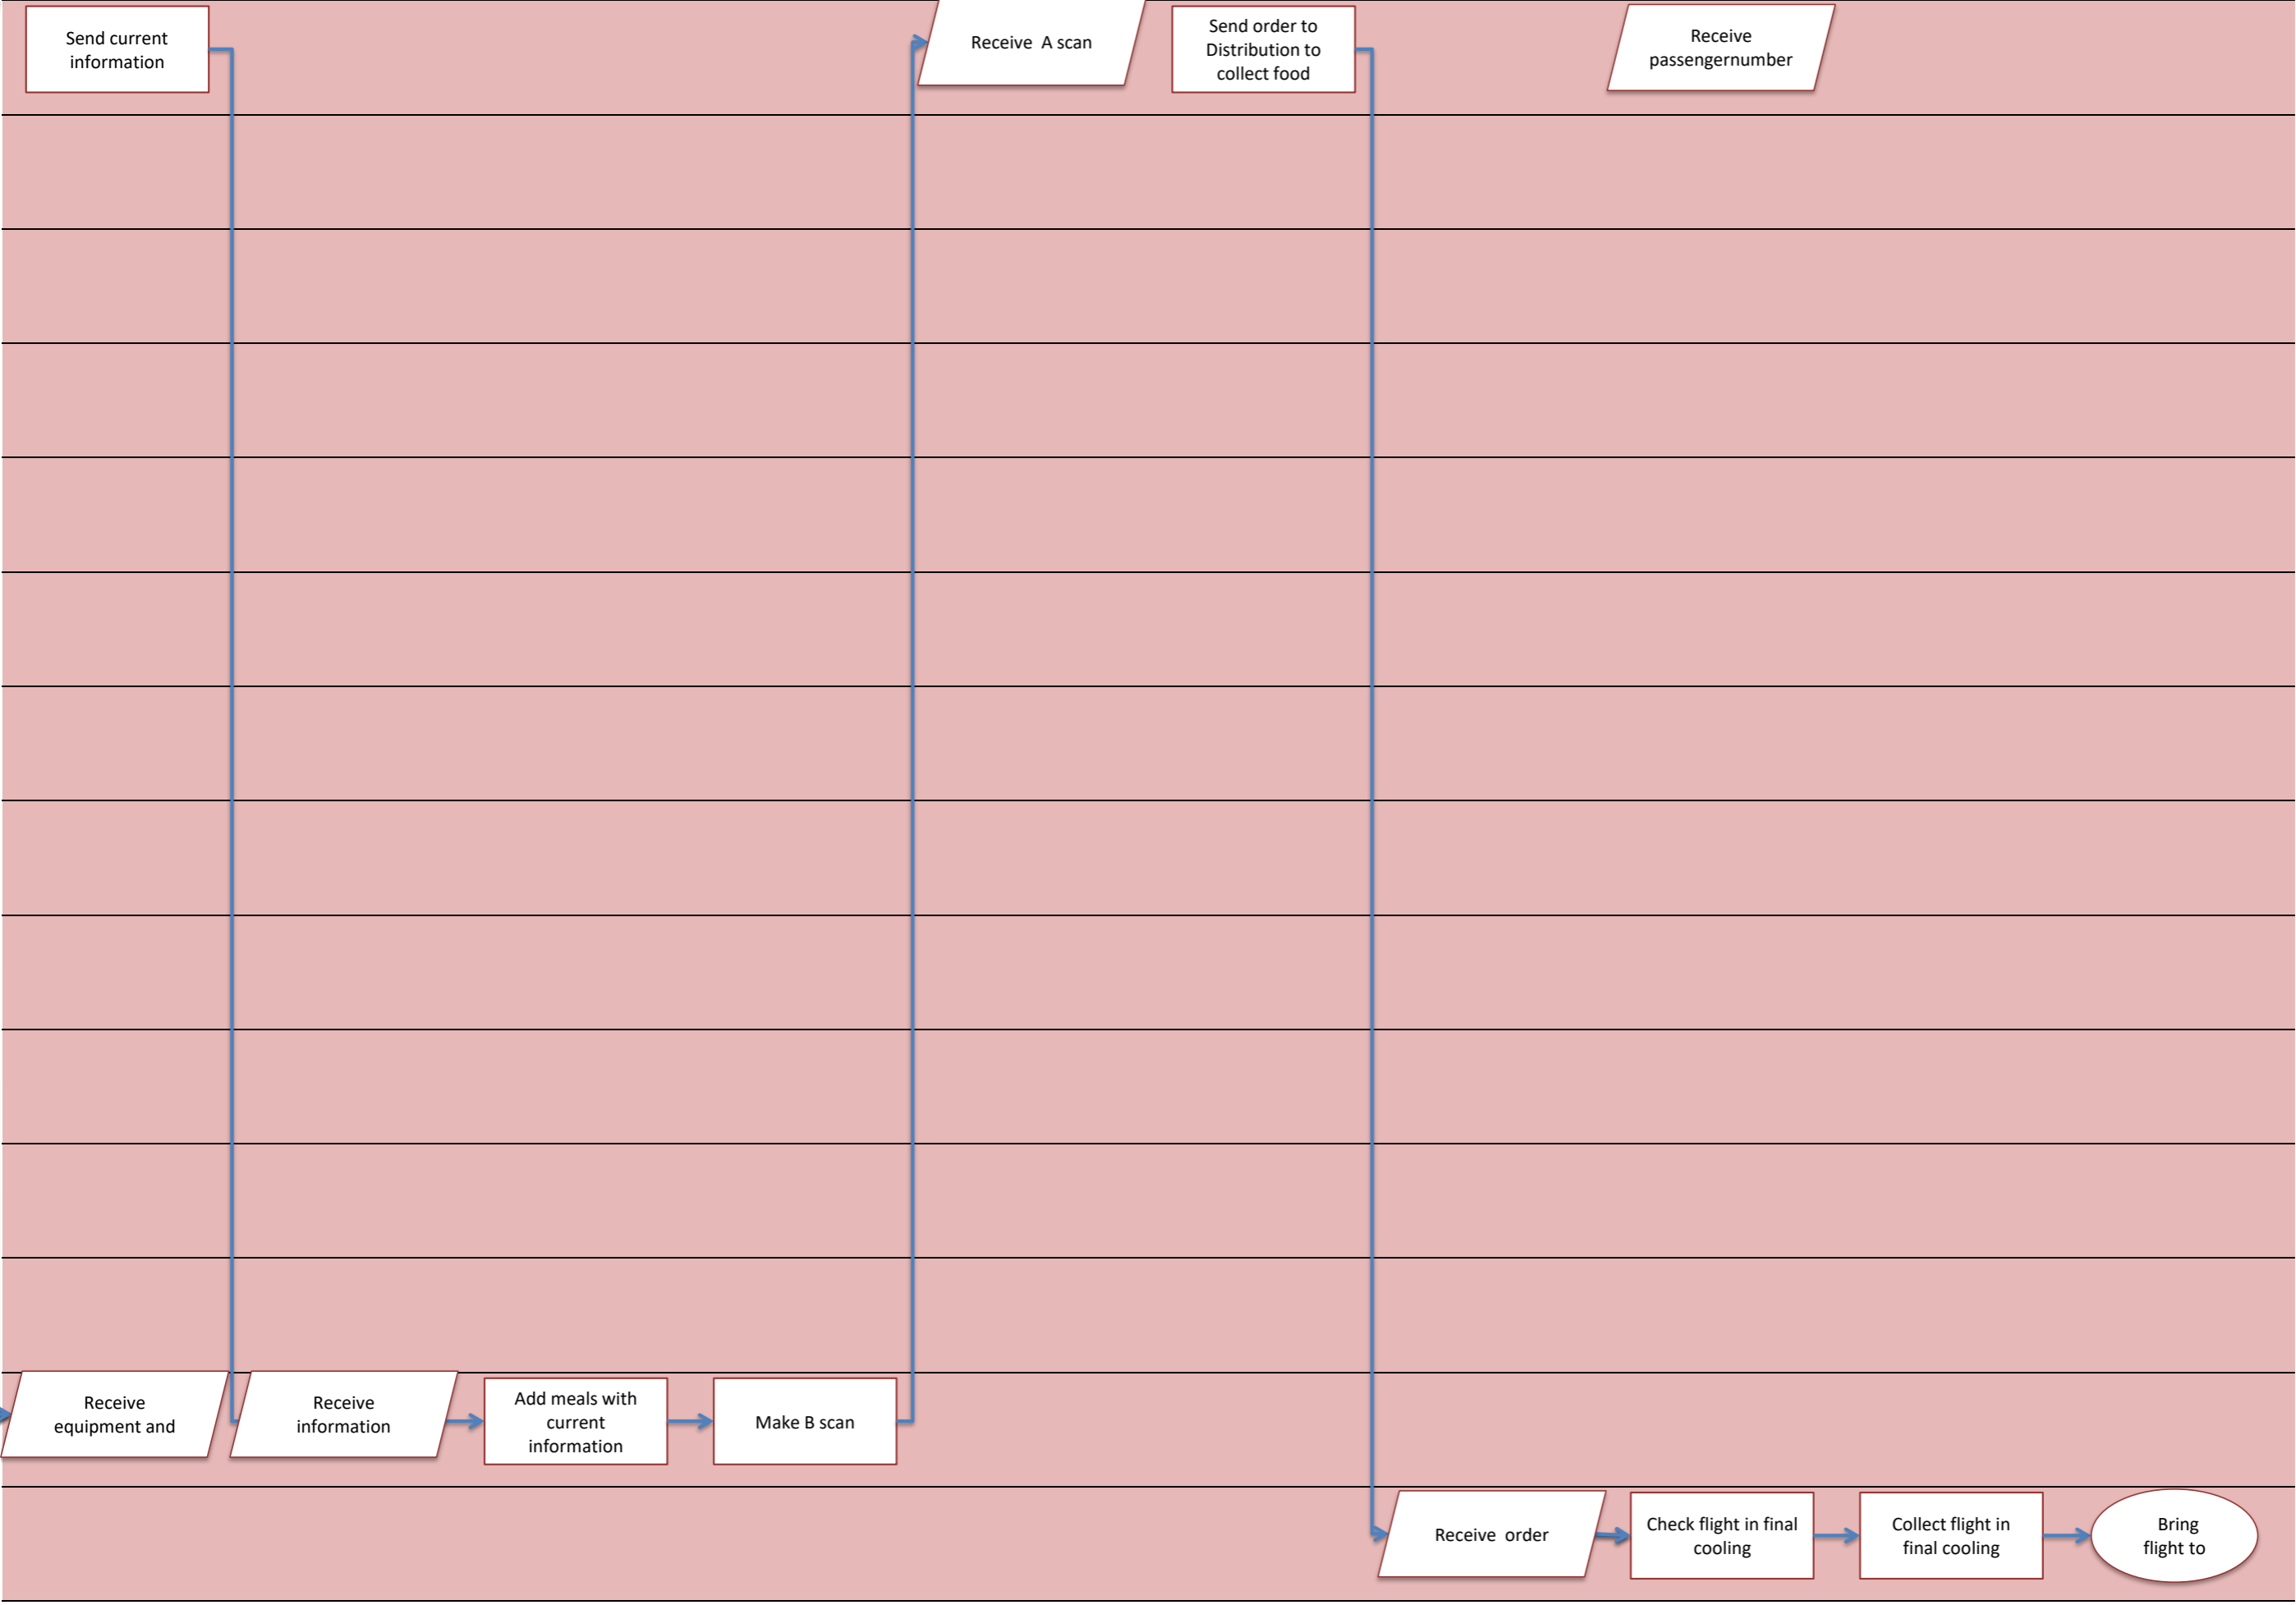 Send current
information
Receive  A scan
Send order to
Distribution to
collect food
Receive
passengernumber
Receive
equipment and
Receive
information
Add meals with
current
information
Make B scan
Receive  order
Check flight in final
cooling
Collect flight in
final cooling
Bring
flight to